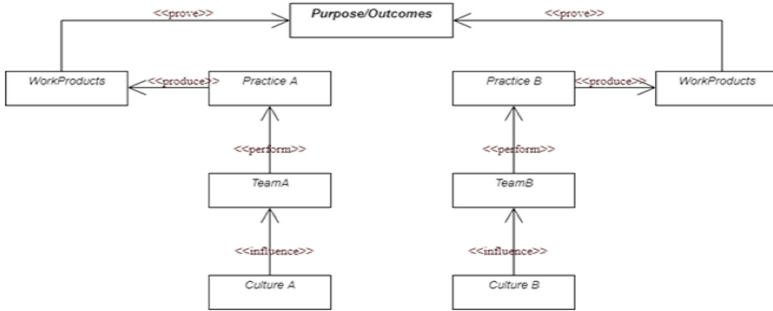 <<prove>> Purpose/Outcomes <<prove>>
WorkProducts <<produce>> Practice A Practice B <<produce>> WorkProducts
<<perform>> <<perform>>
TeamA TeamB
<<influence>> <<influence>>
Culture A Culture B